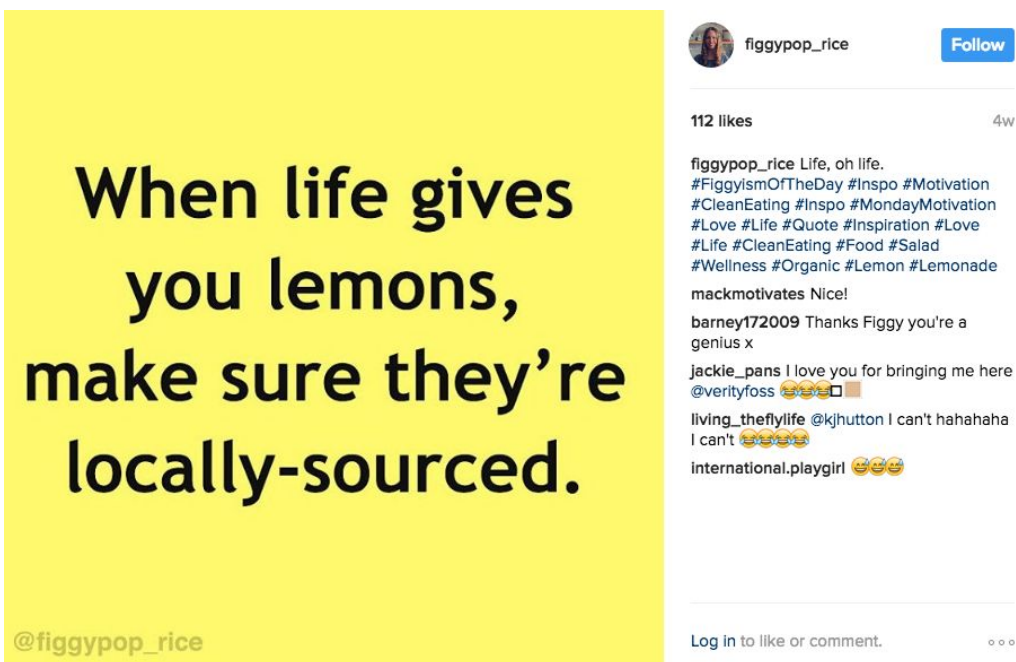 When life gives
you lemons,
make sure they're
locally-sourced.
@figgypop_rice
figgypop_rice
Follow
112 likes
4w
figgypop_rice Life, oh life.
#FiggyismOfTheDay #Inspo #Motivation
#CleanEating #Inspo #MondayMotivation
#Love #Life #Quote #Inspiration #Love
#Life #CleanEating #Food #Salad
#Wellness #Organic #Lemon #Lemonade
mackmotivates Nice!
barney172009 Thanks Figgy you're a
genius x
jackie_pans I love you for bringing me here
@verityfoss 😂😂😂
living_theflylife @kjhutton I can't hahahaha
I can't 😂😂😂😂
international.playgirl 😅😅😅
Log in to like or comment.